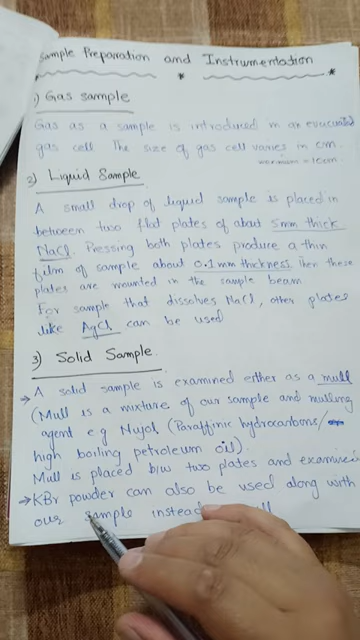 Sample Preparation and Instrumentation
1) Gas sample
Gas as a sample is introduced in an evacuated
gas cell The size of gas cell varies in cm.
minimum = 10cm
2) Liquid Sample
A small drop of liquid sample is placed in
between two flat plates of about 5mm thick
NaCl. Pressing both plates produce a thin
film of sample about 0.1mm thickness. Then these
plates are mounted in the sample beam
For sample that dissolves NaCl, other plates
like AgCl can be used
3) Solid Sample.
→ A solid sample is examined either as a mull
(Mull is a mixture of our sample and mulling
agent e.g Nujol (Paraffinic hydrocarbons/
high boiling petroleum oil).
Mull is placed b/w two plates and examined
→ KBr powder can also be used along with
our sample instead